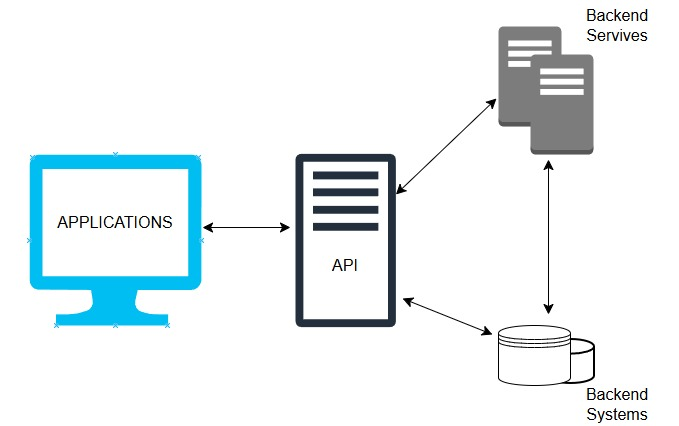 Backend
Servives
APPLICATIONS
API
Backend
Systems